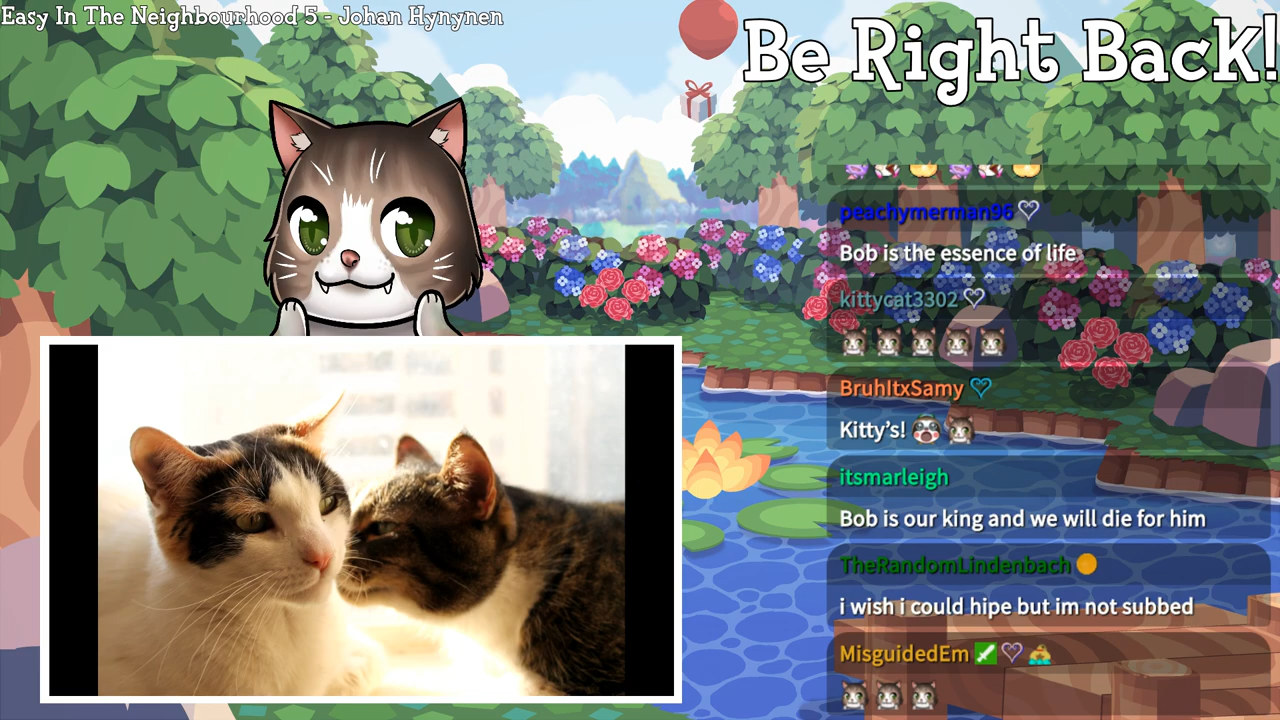 Easy In The Neighbourhood 5 - Johan Hynynen
Be Right Back!
peachymerman96
Bob is the essence of life
kittycat3302
BruhItxSamy
Kitty's!
itsmarleigh
Bob is our king and we will die for him
TheRandomLindenbach
i wish i could hipe but im not subbed
MisguidedEm